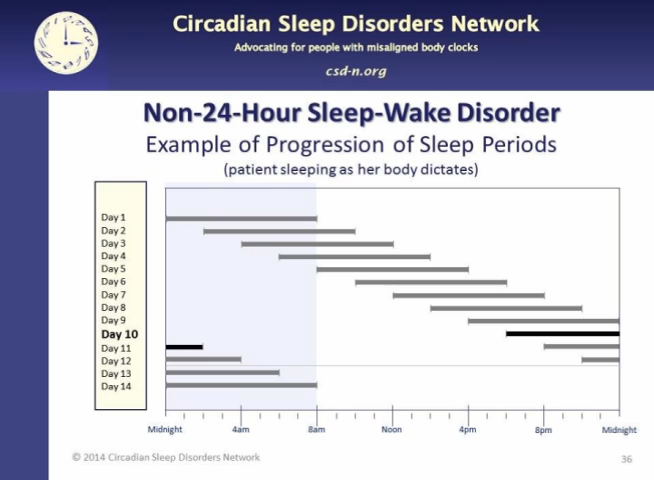 Circadian Sleep Disorders Network
Advocating for people with misaligned body clocks
csd-n.org
Non-24-Hour Sleep-Wake Disorder
Example of Progression of Sleep Periods
(patient sleeping as her body dictates)
Day 1
Day 2
Day 3
Day 4
Day 5
Day 6
Day 7
Day 8
Day 9
Day 10
Day 11
Day 12
Day 13
Day 14
Midnight 4am 8am Noon 4pm 8pm Midnight
© 2014 Circadian Sleep Disorders Network 36